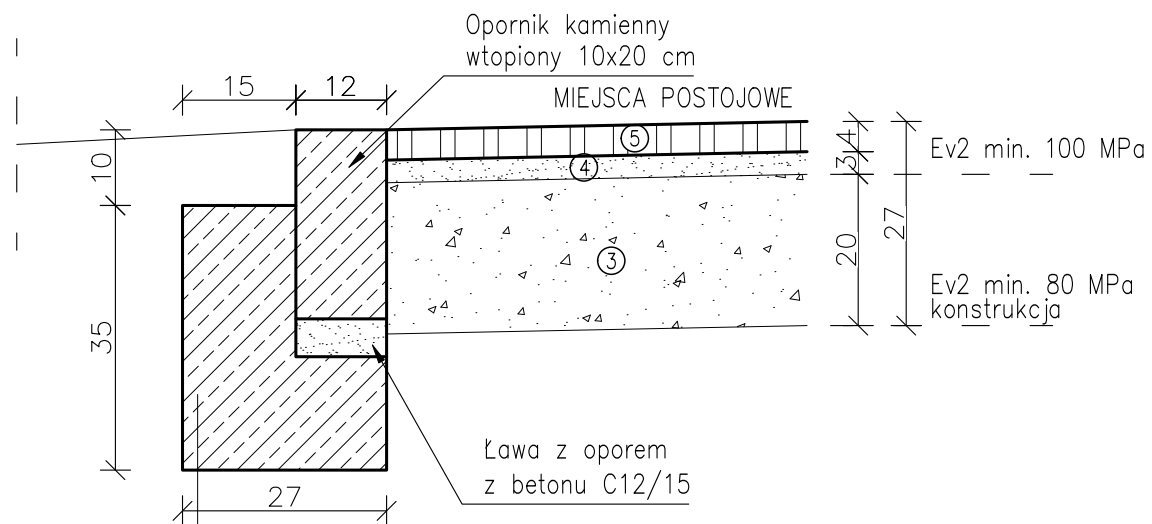 Opornik kamienny
wtopiony 10x20 cm
15
12
MIEJSCA POSTOJOWE
10
5
4
3
4
Ev2 min. 100 MPa
3
20
27
Ev2 min. 80 MPa
konstrukcja
35
Ława z oporem
z betonu C12/15
27